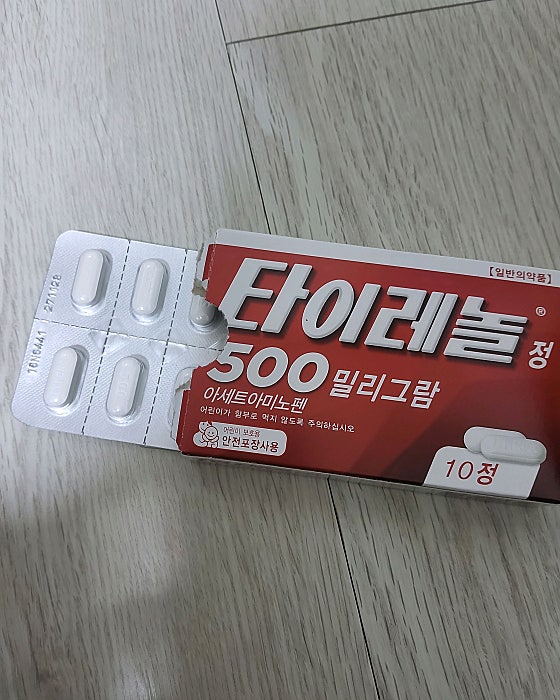 271128
16N6441
【일반의약품】
타이레놀® 정
500 밀리그람
아세트아미노펜
어린이가 함부로 먹지 않도록 주의하십시오
어린이 보호용
안전포장사용
10정